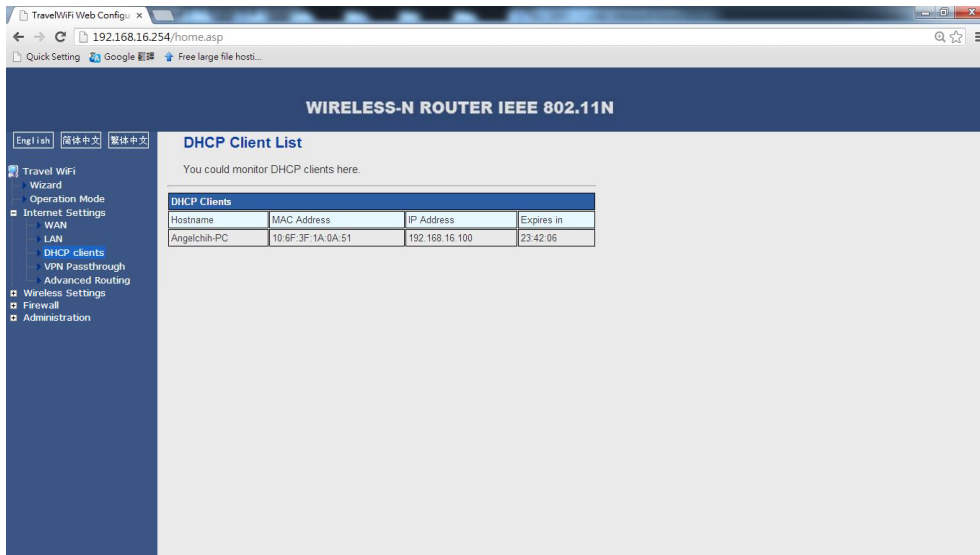 TravelWiFi Web Configu
192.168.16.254/home.asp
Quick Setting Google 翻譯 Free large file hosti...
WIRELESS-N ROUTER IEEE 802.11N
English 简体中文 繁体中文
Travel WiFi
Wizard
Operation Mode
Internet Settings
WAN
LAN
DHCP clients
VPN Passthrough
Advanced Routing
Wireless Settings
Firewall
Administration
DHCP Client List
You could monitor DHCP clients here.
DHCP Clients
Hostname MAC Address IP Address Expires in
Angelchih-PC 10:6F:3F:1A:0A:51 192.168.16.100 23:42:06